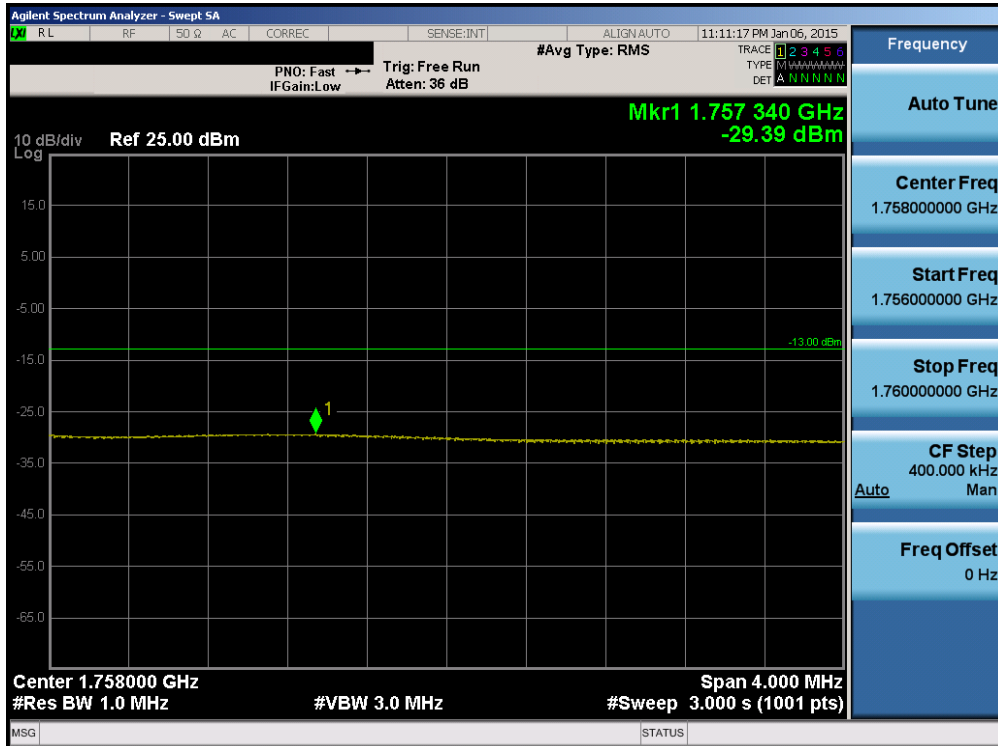 Agilent Spectrum Analyzer - Swept SA
LXI RL RF 50 Ω AC CORREC SENSE:INT ALIGN AUTO 11:11:17 PM Jan 06, 2015
#Avg Type: RMS
TRACE 1 2 3 4 5 6
TYPE M
DET A N N N N N
PNO: Fast
IFGain:Low
Trig: Free Run
Atten: 36 dB
Mkr1 1.757 340 GHz
-29.39 dBm
10 dB/div
Log
Ref 25.00 dBm
15.0
5.00
-5.00
-13.00 dBm
-15.0
1
-25.0
-35.0
-45.0
-55.0
-65.0
Center 1.758000 GHz
Span 4.000 MHz
#Res BW 1.0 MHz
#VBW 3.0 MHz
#Sweep 3.000 s (1001 pts)
MSG
STATUS
Frequency
Auto Tune
Center Freq
1.758000000 GHz
Start Freq
1.756000000 GHz
Stop Freq
1.760000000 GHz
CF Step
400.000 kHz
Auto Man
Freq Offset
0 Hz